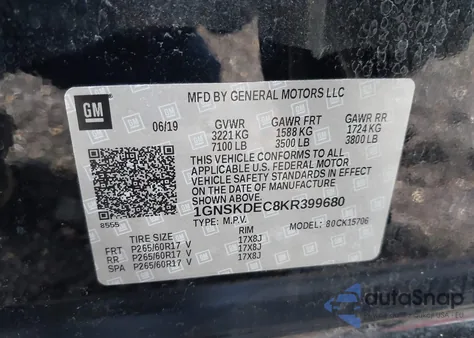 MFD BY GENERAL MOTORS LLC
GM
06/19 GVWR GAWR FRT GAWR RR
3221 KG 1588 KG 1724 KG
7100 LB 3500 LB 3800 LB
THIS VEHICLE CONFORMS TO ALL
APPLICABLE U.S. FEDERAL MOTOR
VEHICLE SAFETY STANDARDS IN EFFECT
ON THE DATE OF MANUFACTURE SHOWN
ABOVE.
1GNSKDEC8KR399680
8555 TYPE: M.P.V. MODEL: 80CK15706
TIRE SIZE RIM
FRT P265/60R17 V 17X8J
RR P265/60R17 V 17X8J
SPA P265/60R17 V 17X8J
autoSnap